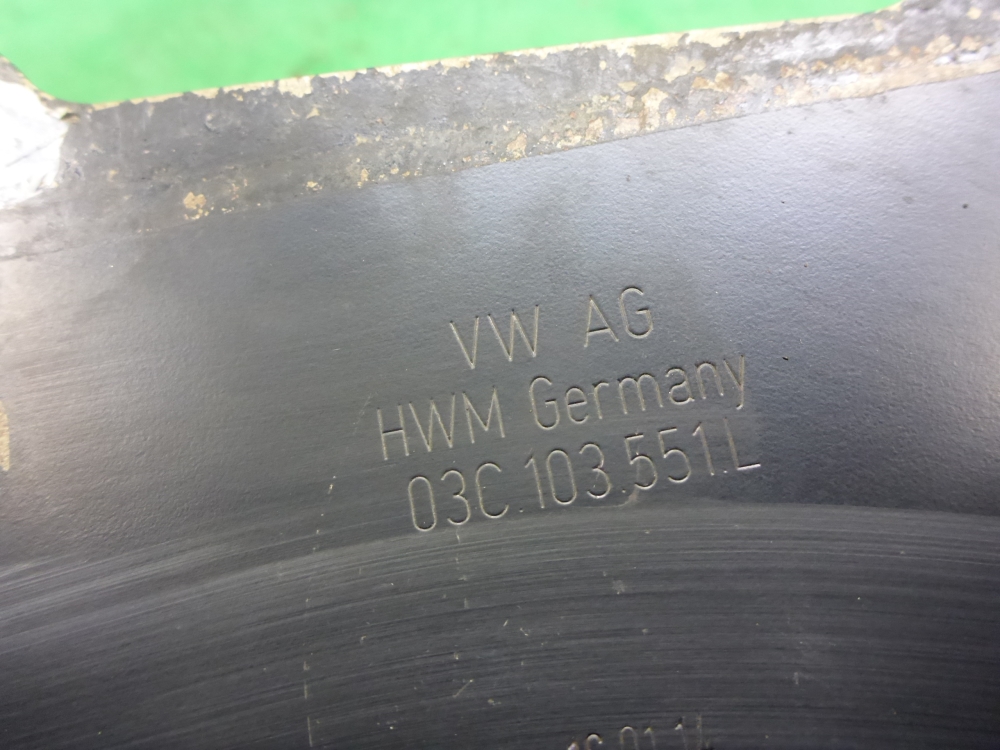 VW AG
HWM Germany
03C.103.551.L